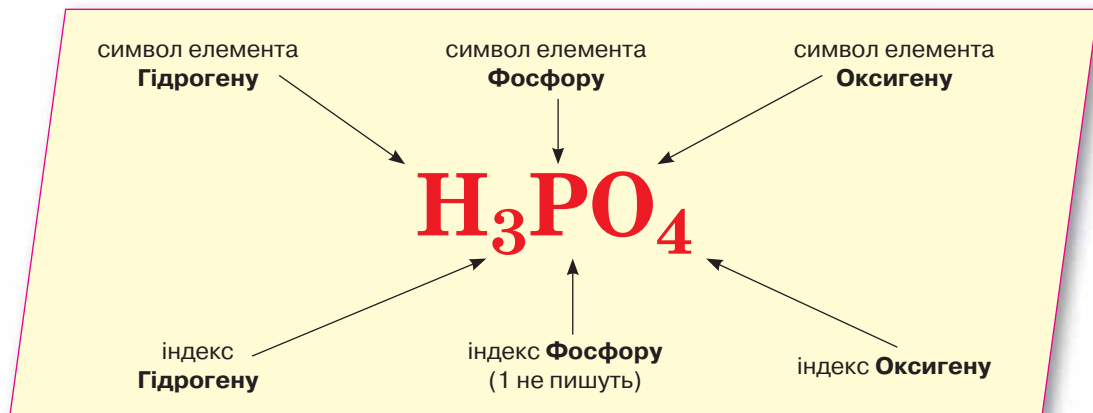 символ елемента
Гідрогену
символ елемента
Фосфору
символ елемента
Оксигену
H₃PO₄
індекс
Гідрогену
індекс Фосфору
(1 не пишуть)
індекс Оксигену